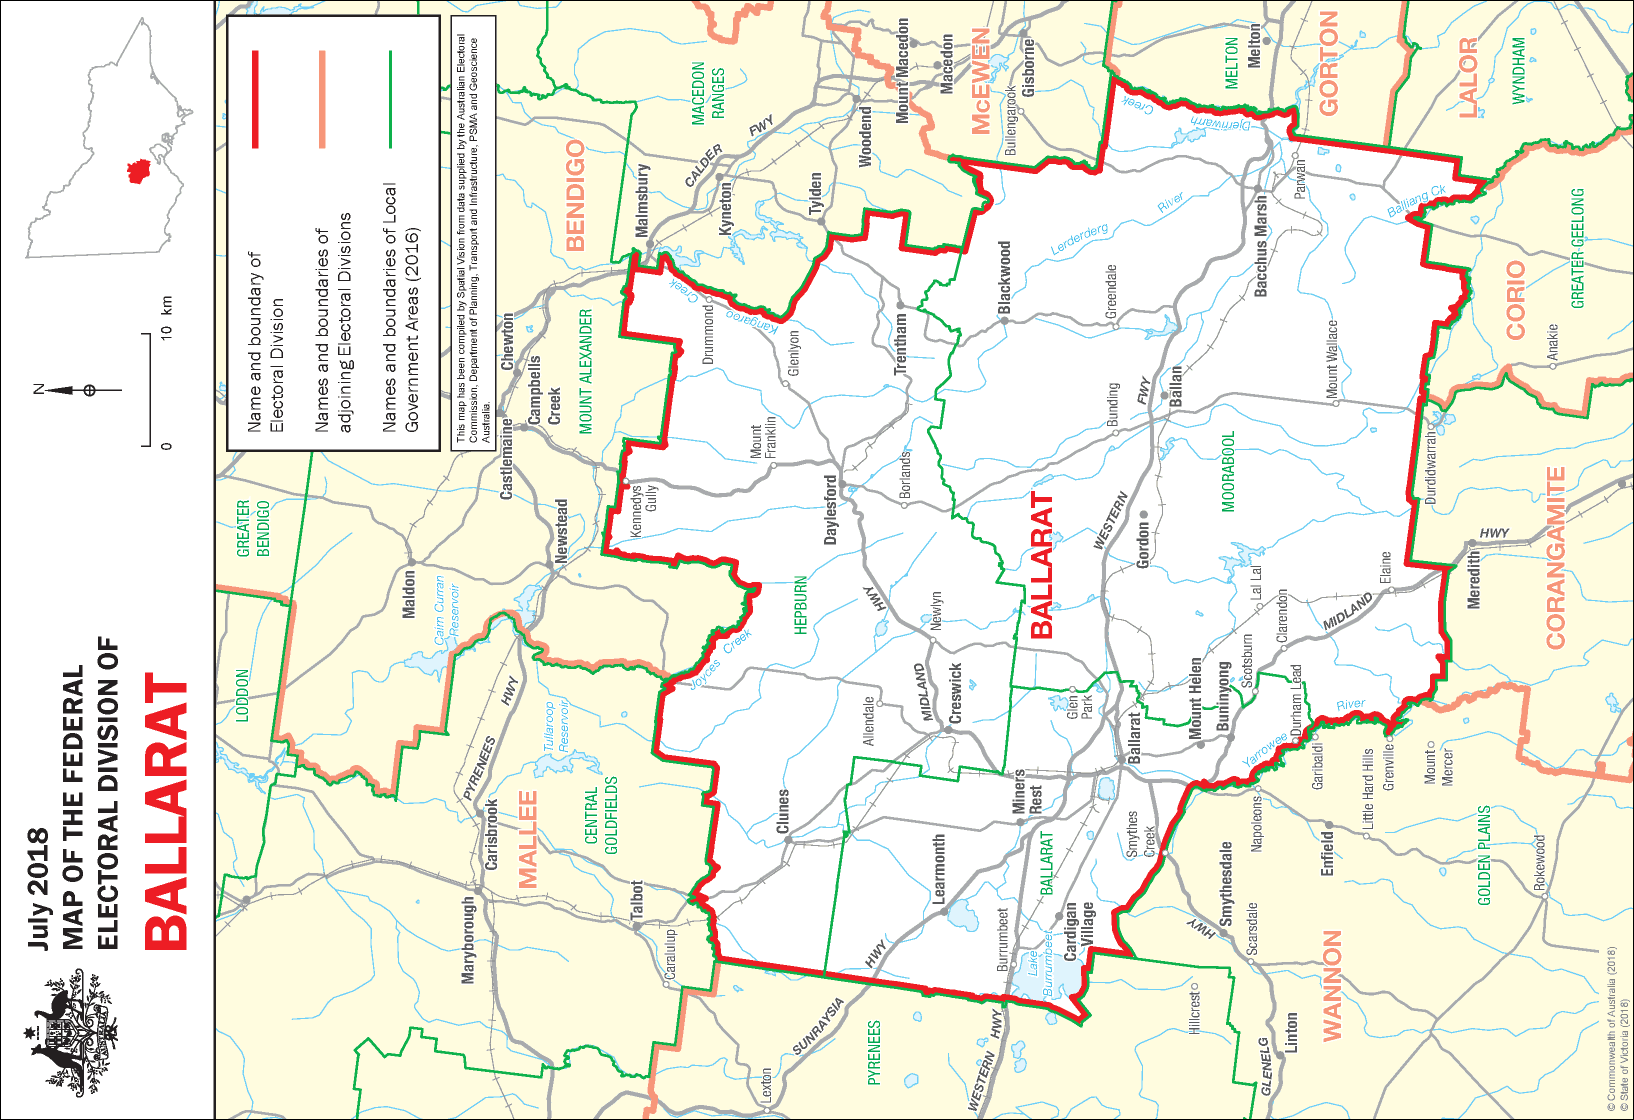 July 2018
MAP OF THE FEDERAL
ELECTORAL DIVISION OF
BALLARAT
N
0
10 km
Name and boundary of
Electoral Division
Names and boundaries of
adjoining Electoral Divisions
Names and boundaries of Local
Government Areas (2016)
This map has been compiled by Spatial Vision from data supplied by the Australian Electoral
Commission, Department of Planning, Transport and Infrastructure, PSMA and Geoscience
Australia.
GREATER
BENDIGO
LODDON
Maldon
Cairn Curran
Reservoir
Castlemaine
Chewton
Campbells
Creek
MOUNT ALEXANDER
BENDIGO
Newstead
PYRENEES
HWY
Carisbrook
Maryborough
MALLEE
Tullaroop
Reservoir
CENTRAL
GOLDFIELDS
Talbot
Caralulup
Lexton
Malmsbury
CALDER
FWY
Kyneton
MACEDON
RANGES
Tylden
Woodend
Mount Macedon
Macedon
McEWEN
Gisborne
Bullengarook
Kennedys
Gully
Drummond
Kangaroo
Creek
Glenlyon
Mount
Franklin
Daylesford
Trentham
Borlands
Joyces Creek
HEPBURN
HWY
Newlyn
MIDLAND
Creswick
Allendale
Clunes
Learmonth
Miners
Rest
SUNRAYSIA
HWY
PYRENEES
WESTERN
HWY
Burrumbeet
Lake
Burrumbeet
Cardigan
Village
BALLARAT
Blackwood
Lerderderg
River
Greendale
Djerriwarrh
Creek
MELTON
Melton
GORTON
LALOR
WYNDHAM
Parwan
Bacchus Marsh
Balliang Ck
BALLARAT
WESTERN
FWY
Bunding
Ballan
Gordon
MOORABOOL
Mount Wallace
Glen
Park
Ballarat
Mount Helen
Buninyong
Scotsburn
Lal Lal
Clarendon
Durham Lead
MIDLAND
Elaine
Yarrowee
River
Smythes
Creek
Napoleons
Garibaldi
Little Hard Hills
Grenville
Mount
Mercer
Enfield
Smythesdale
HWY
Scarsdale
Hillcrest
GLENELG
Linton
WANNON
GOLDEN PLAINS
Rokewood
Meredith
HWY
CORANGAMITE
Durdidwarrah
CORIO
Anakie
GREATER-GEELONG
© Commonwealth of Australia (2018)
© State of Victoria (2018)